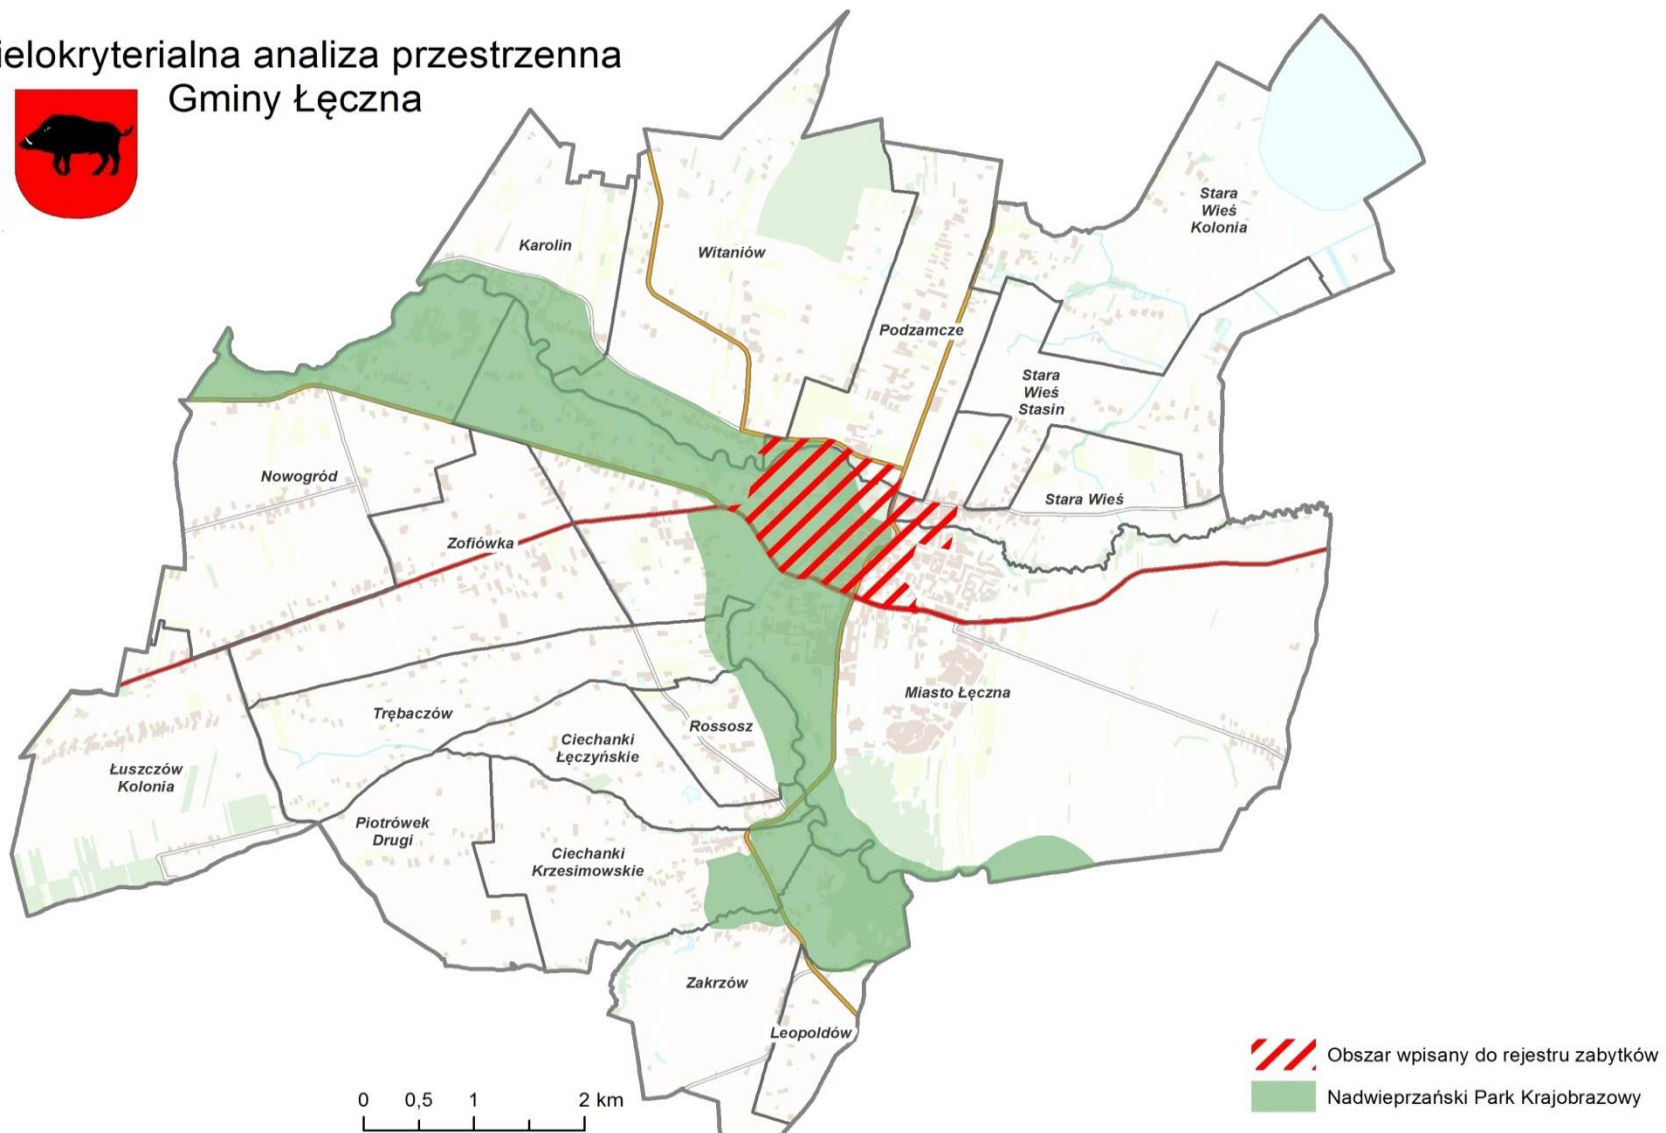 ielokryterialna analiza przestrzenna
Gminy Łęczna
Stara
Wieś
Kolonia
Karolin
Witaniów
Podzamcze
Stara
Wieś
Stasin
Nowogród
Stara Wieś
Zofiówka
Miasto Łęczna
Trębaczów
Rossosz
Ciechanki
Łęczyńskie
Łuszczów
Kolonia
Piotrówek
Drugi
Ciechanki
Krzesimowskie
Zakrzów
Leopoldów
Obszar wpisany do rejestru zabytków
Nadwieprzański Park Krajobrazowy
0 0,5 1 2 km